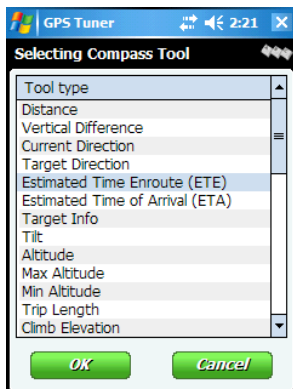 GPS Tuner 2:21
Selecting Compass Tool
Tool type
Distance
Vertical Difference
Current Direction
Target Direction
Estimated Time Enroute (ETE)
Estimated Time of Arrival (ETA)
Target Info
Tilt
Altitude
Max Altitude
Min Altitude
Trip Length
Climb Elevation
OK Cancel